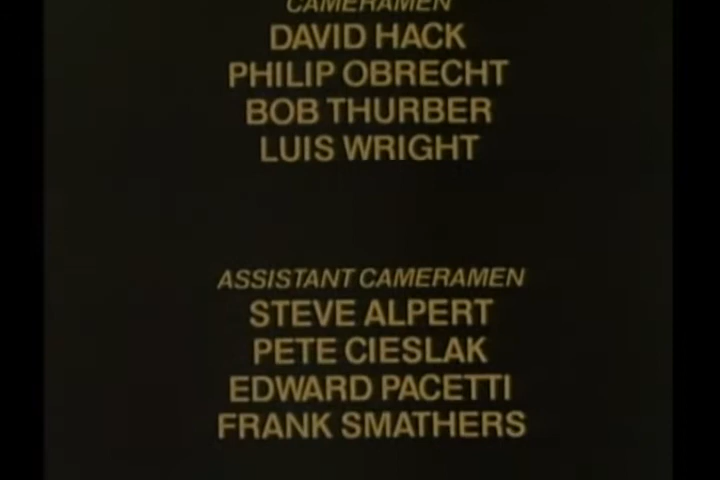 CAMERAMEN
DAVID HACK
PHILIP OBRECHT
BOB THURBER
LUIS WRIGHT
ASSISTANT CAMERAMEN
STEVE ALPERT
PETE CIESLAK
EDWARD PACETTI
FRANK SMATHERS